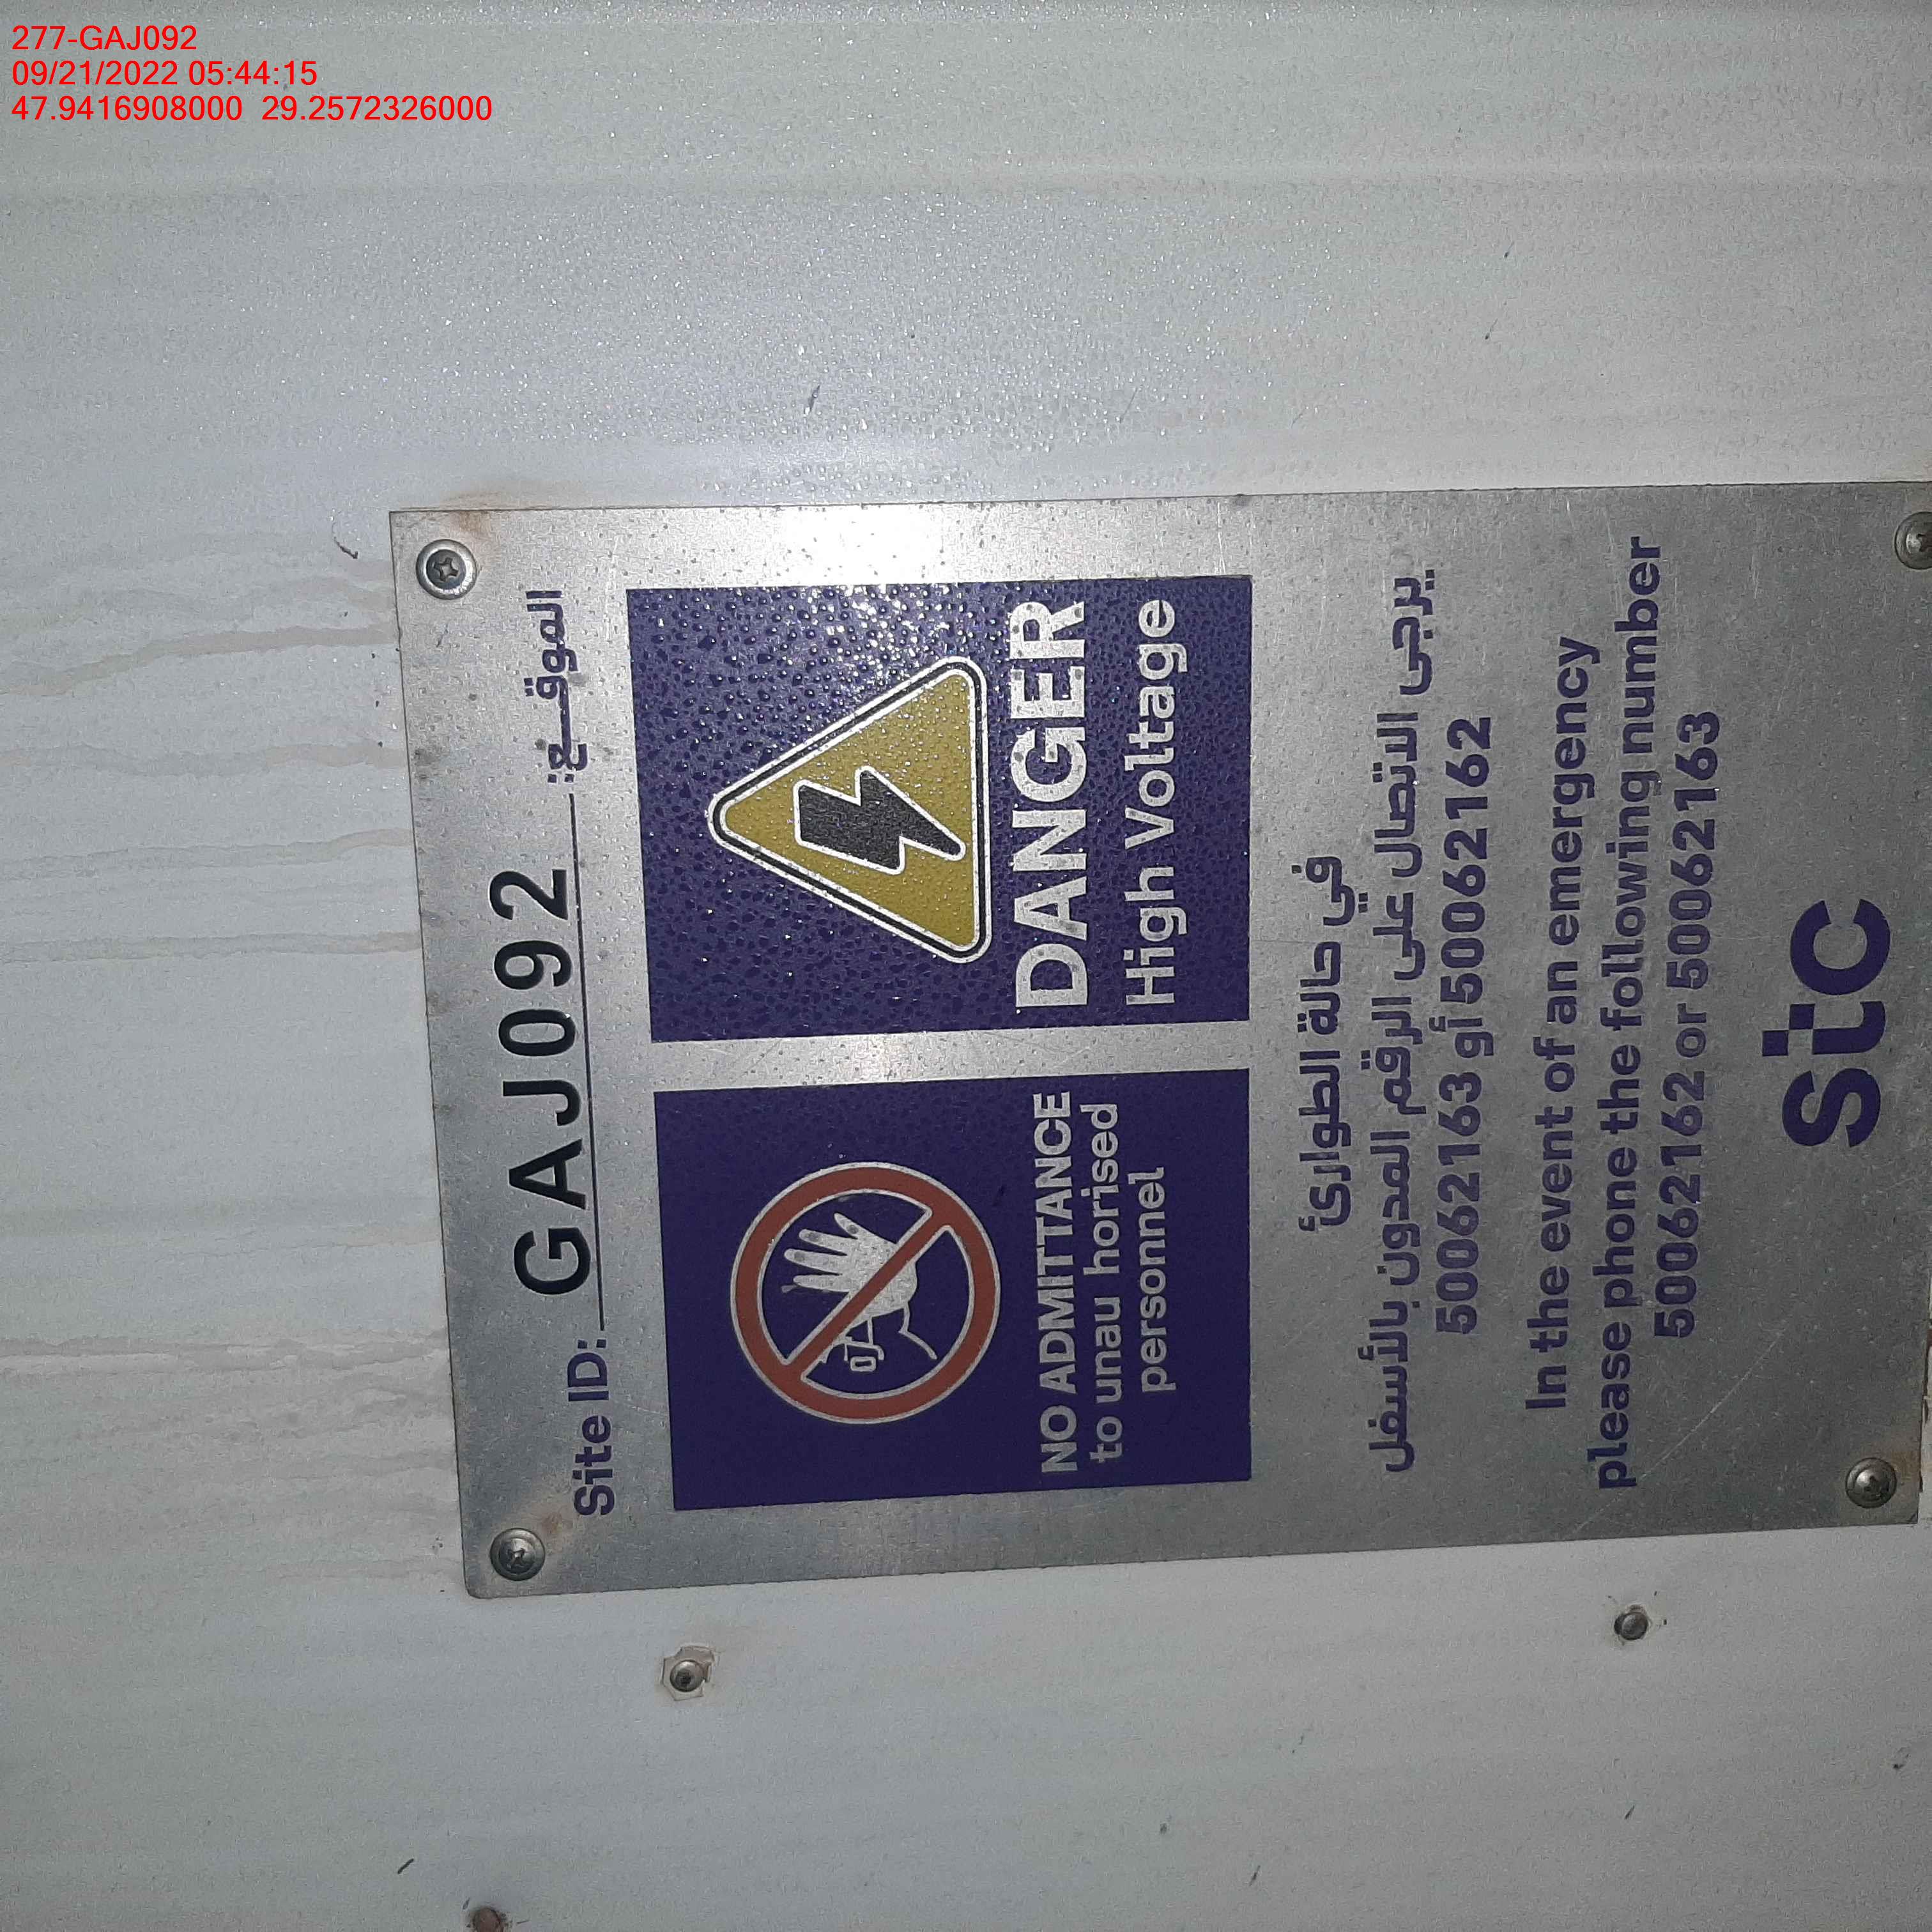 277-GAJ092
09/21/2022 05:44:15
47.9416908000 29.2572326000
Site ID: GAJ092 الموقـــع:
NO ADMITTANCE
to unau horised
personnel
DANGER
High Voltage
في حالة الطوارئ
يرجى الاتصال على الرقم المدون بالأسفل
50062163 أو 50062162
In the event of an emergency
please phone the following number
50062162 or 50062163
stc